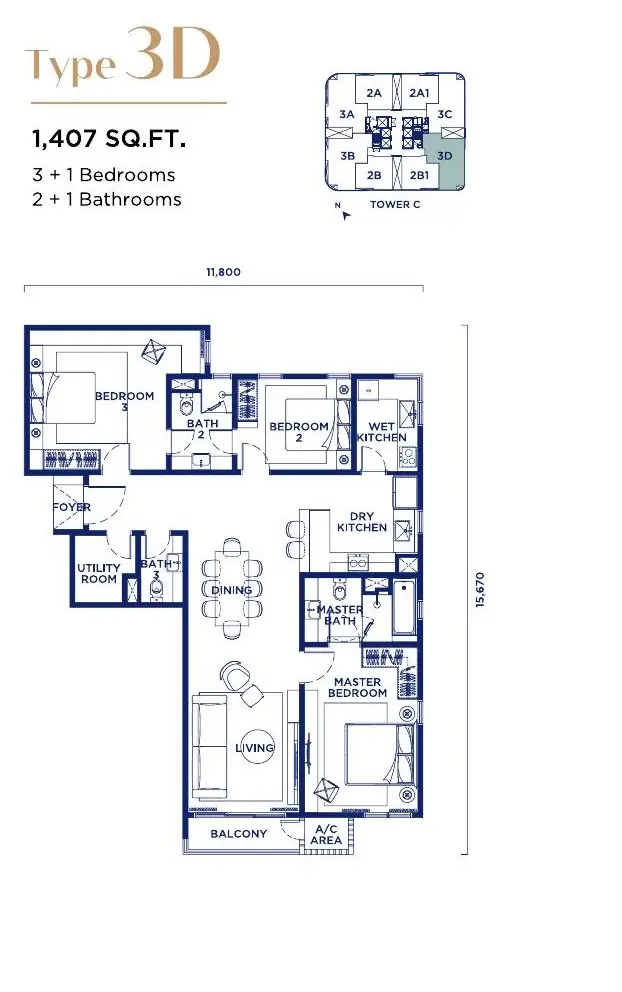 Type 3D
1,407 SQ.FT.
3 + 1 Bedrooms
2 + 1 Bathrooms
2A
2A1
3A
3C
3B
3D
2B
2B1
N
TOWER C
11,800
BEDROOM
3
BATH
2
BEDROOM
2
WET
KITCHEN
FOYER
DRY
KITCHEN
UTILITY
ROOM
BATH
3
DINING
MASTER
BATH
15,670
MASTER
BEDROOM
LIVING
BALCONY
A/C
AREA